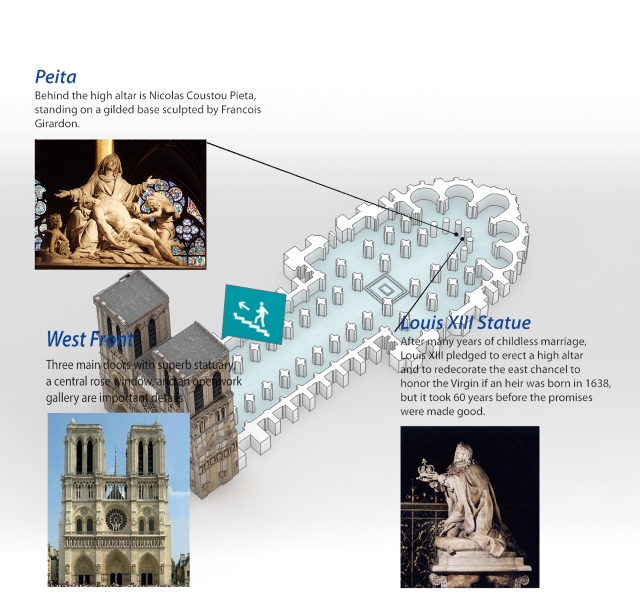 Peita
Behind the high altar is Nicolas Coustou Pieta,
standing on a gilded base sculpted by Francois
Girardon.
West Front
Three main doors with superb statuary,
a central rose window, and an openwork
gallery are important details
Louis XIII Statue
After many years of childless marriage,
Louis XIII pledged to erect a high altar
and to redecorate the east chancel to
honor the Virgin if an heir was born in 1638,
but it took 60 years before the promises
were made good.